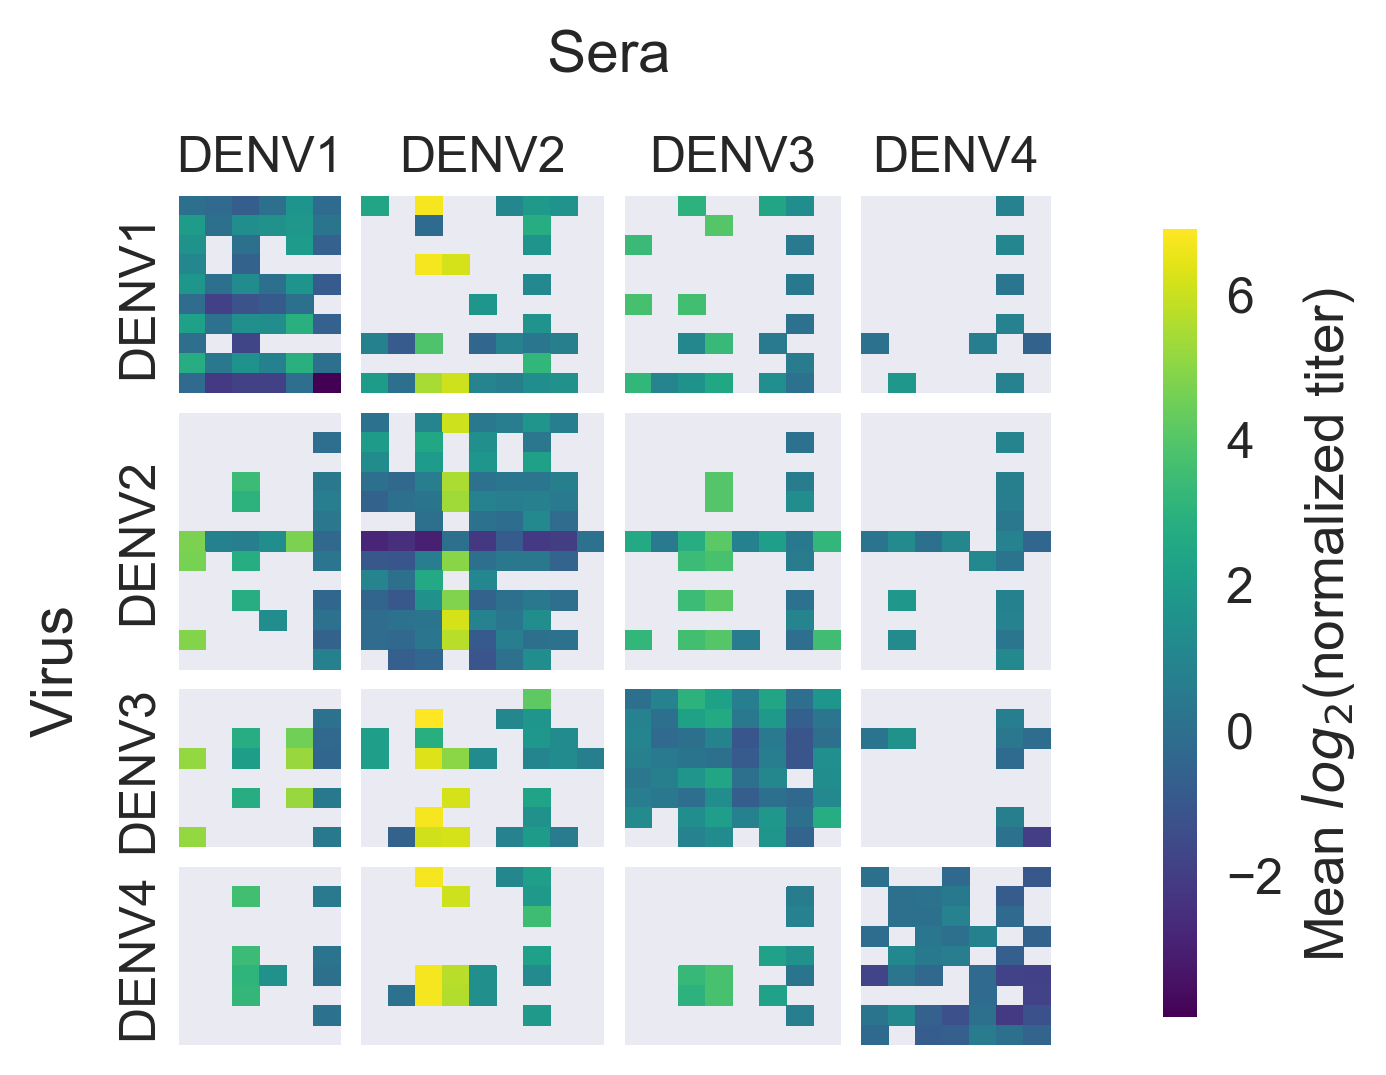 Sera
DENV1 DENV2 DENV3 DENV4
Virus
DENV1
DENV2
DENV3
DENV4
6
4
2
0
−2
Mean log₂(normalized titer)